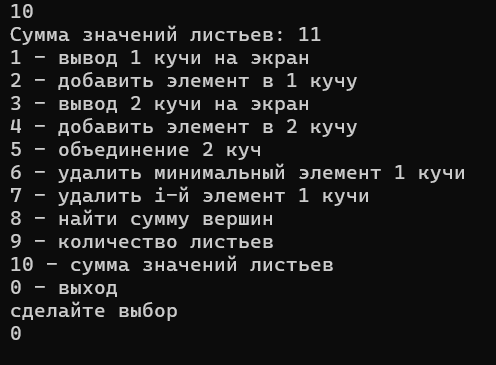 10
Сумма значений листьев: 11
1 - вывод 1 кучи на экран
2 - добавить элемент в 1 кучу
3 - вывод 2 кучи на экран
4 - добавить элемент в 2 кучу
5 - объединение 2 куч
6 - удалить минимальный элемент 1 кучи
7 - удалить i-й элемент 1 кучи
8 - найти сумму вершин
9 - количество листьев
10 - сумма значений листьев
0 - выход
сделайте выбор
0